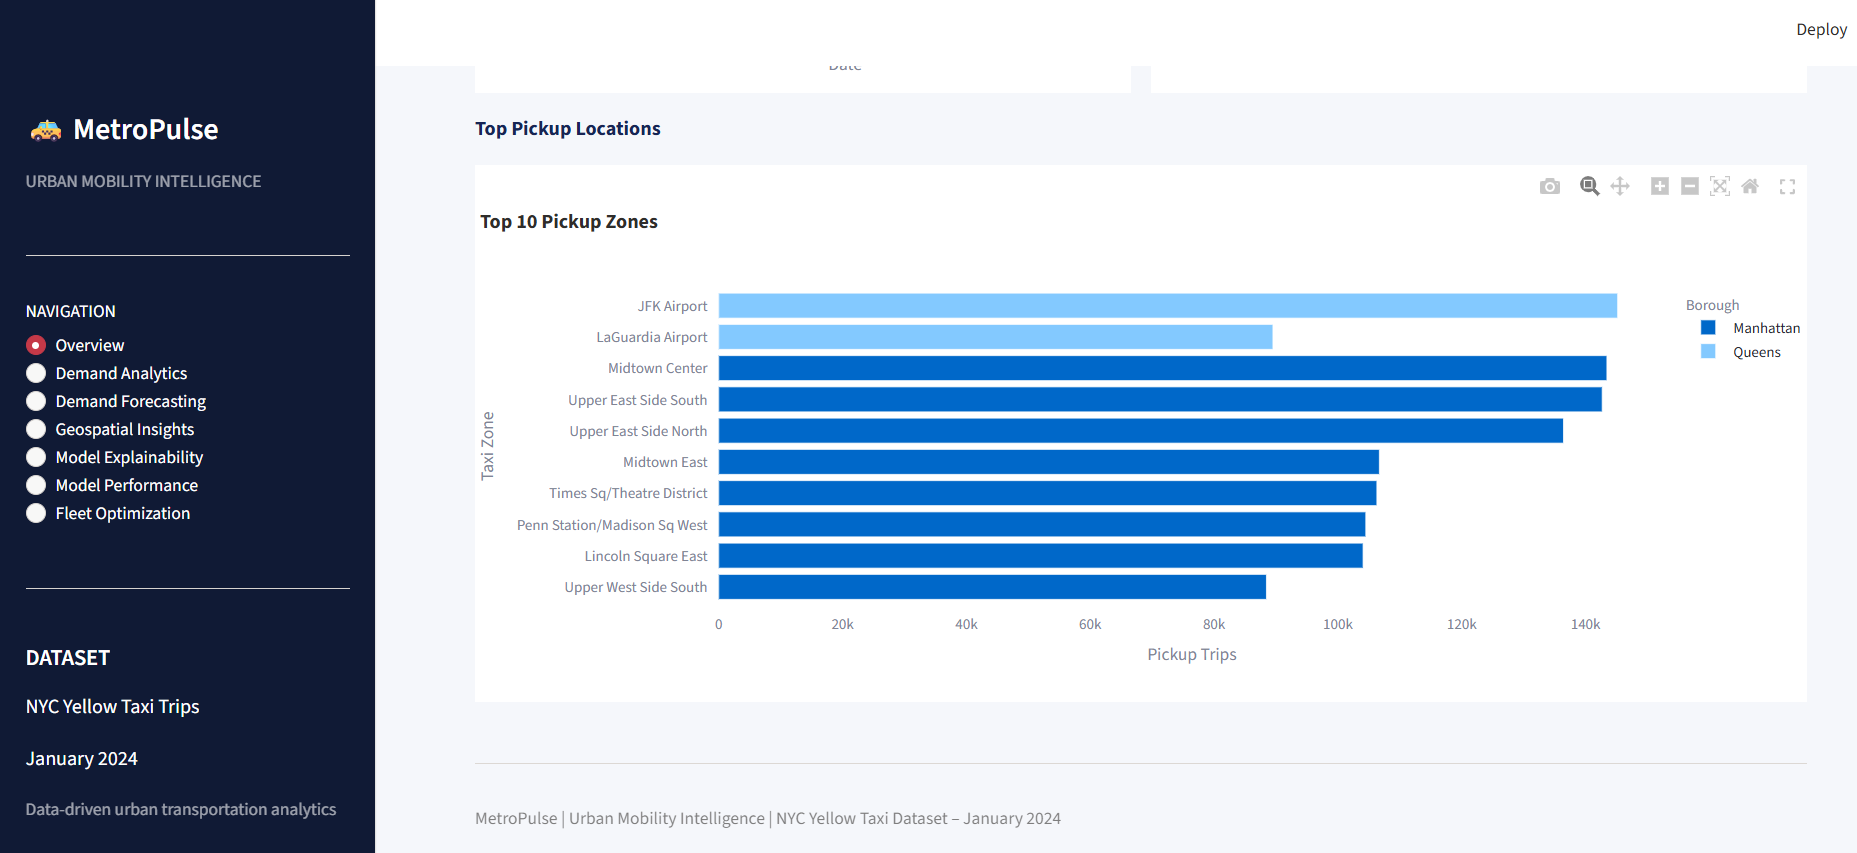 Deploy
🚕 MetroPulse
URBAN MOBILITY INTELLIGENCE
NAVIGATION
Overview
Demand Analytics
Demand Forecasting
Geospatial Insights
Model Explainability
Model Performance
Fleet Optimization
DATASET
NYC Yellow Taxi Trips
January 2024
Data-driven urban transportation analytics
Date
Top Pickup Locations
Top 10 Pickup Zones
Taxi Zone
JFK Airport
LaGuardia Airport
Midtown Center
Upper East Side South
Upper East Side North
Midtown East
Times Sq/Theatre District
Penn Station/Madison Sq West
Lincoln Square East
Upper West Side South
0 20k 40k 60k 80k 100k 120k 140k
Pickup Trips
Borough
Manhattan
Queens
MetroPulse | Urban Mobility Intelligence | NYC Yellow Taxi Dataset – January 2024